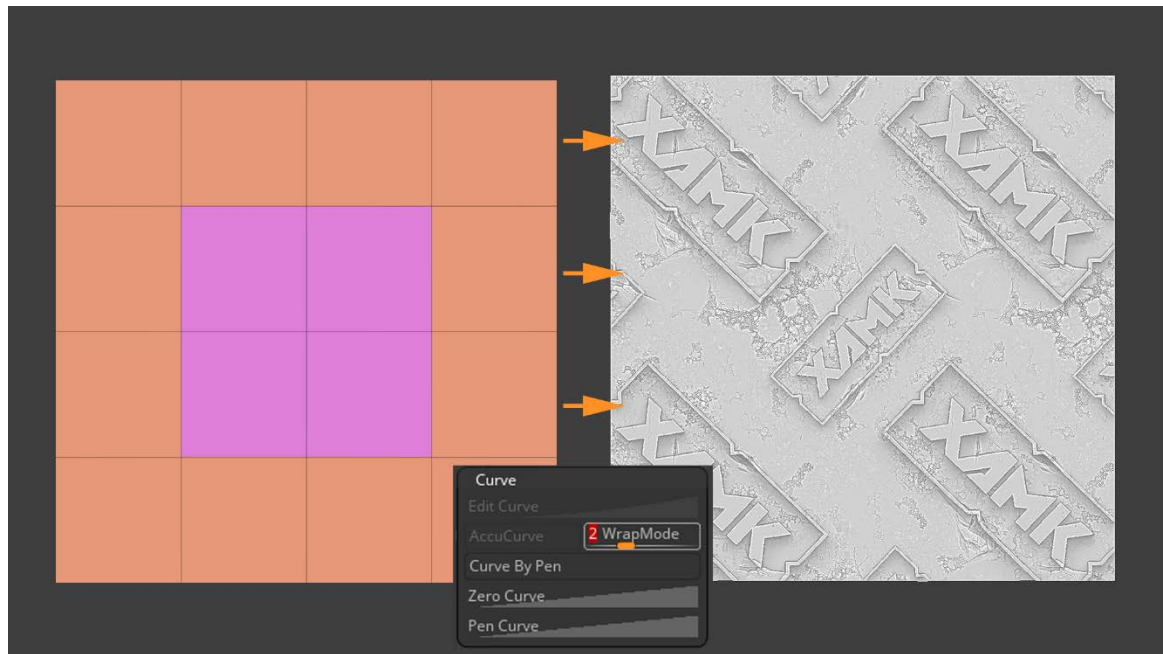 XAMK
XAMK
XAMK
XAMK
XAMK
Curve
Edit Curve
AccuCurve
2 WrapMode
Curve By Pen
Zero Curve
Pen Curve